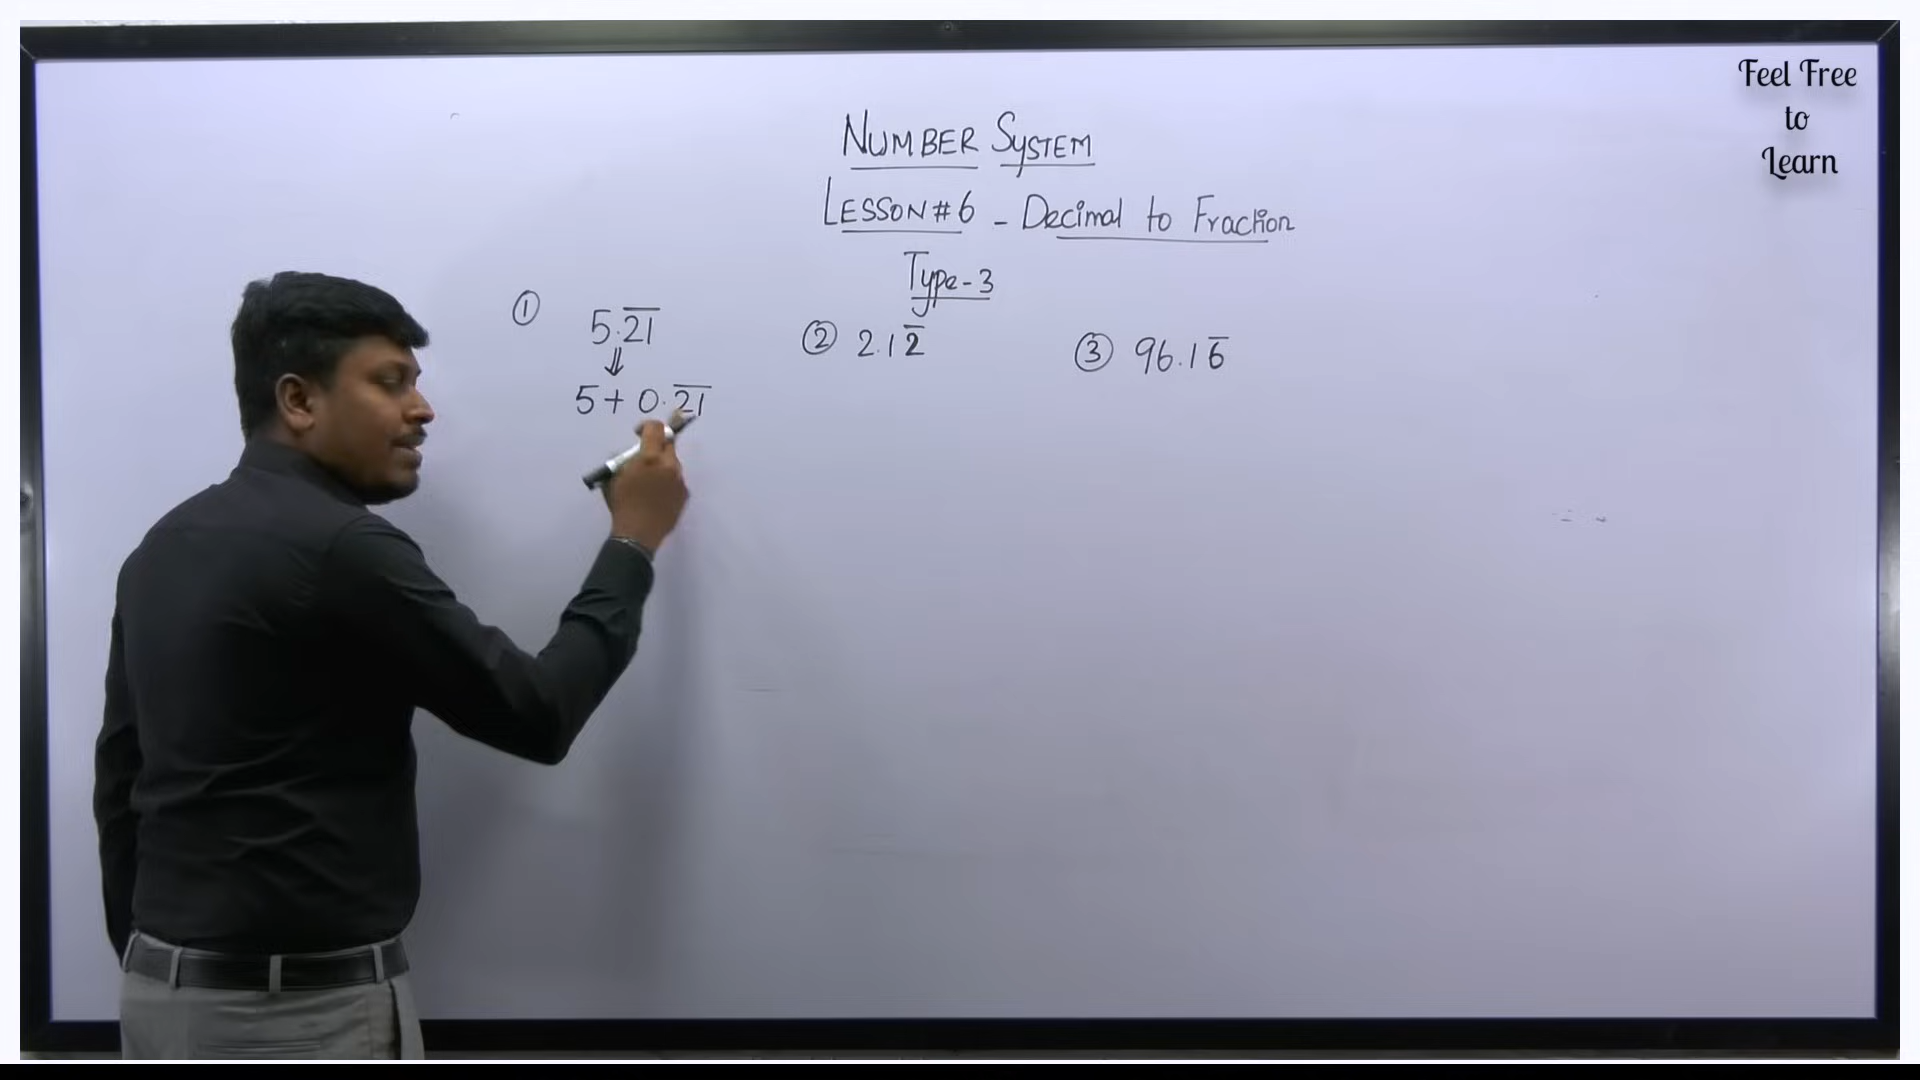 Feel Free
to
Learn
NUMBER SYSTEM
LESSON # 6 - Decimal to Fraction
Type-3
① 5.2̅1̅
⇓
5 + 0.2̅1̅
② 2.12̅
③ 96.16̅